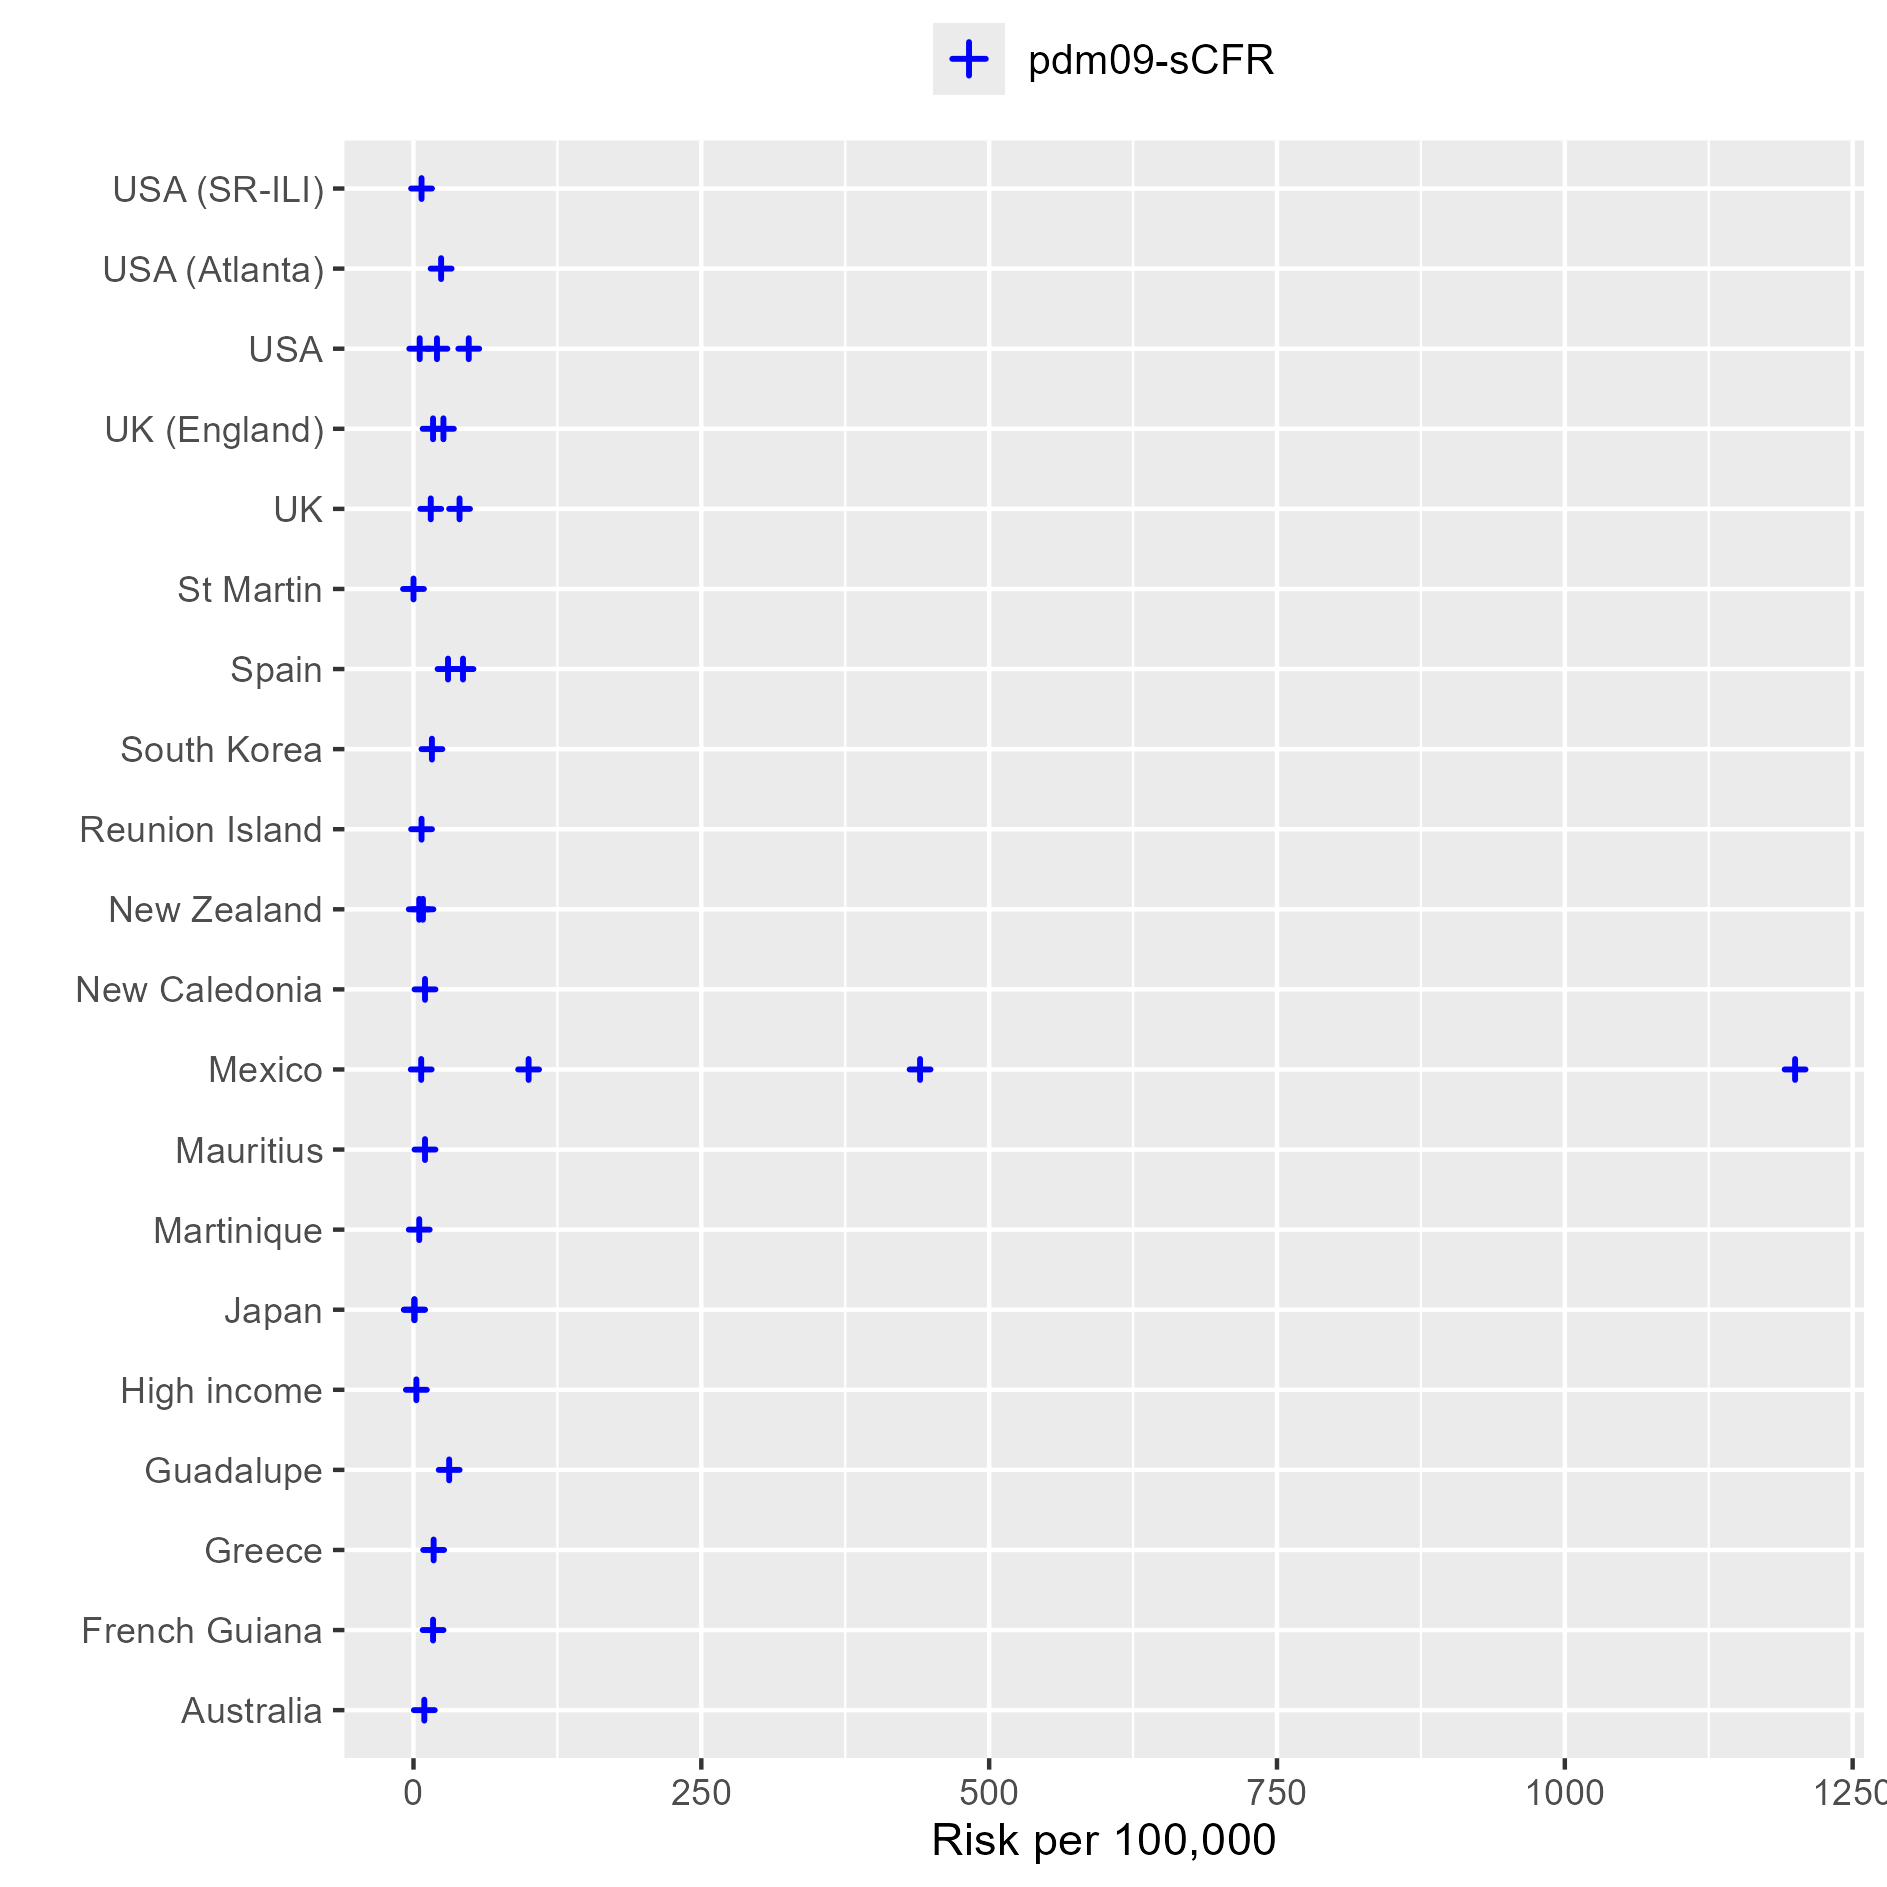 pdm09-sCFR
USA (SR-ILI)
USA (Atlanta)
USA
UK (England)
UK
St Martin
Spain
South Korea
Reunion Island
New Zealand
New Caledonia
Mexico
Mauritius
Martinique
Japan
High income
Guadalupe
Greece
French Guiana
Australia
0 250 500 750 1000 1250
Risk per 100,000